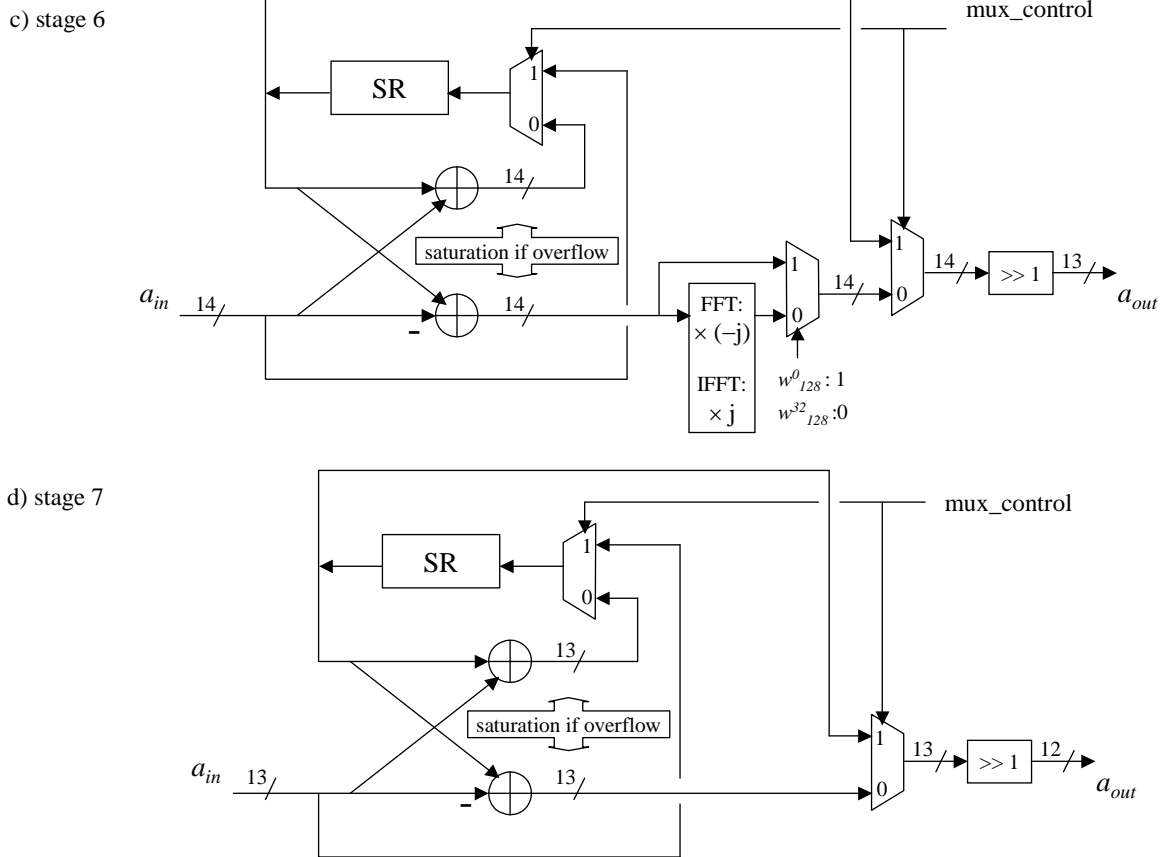 c) stage 6
mux_control
1
SR
0
14
1
saturation if overflow
14
>> 1
13
1
a_in
14
14
14
0
a_out
FFT:
× (−j)
0
IFFT:
× j
w^0_128 : 1
w^32_128 :0
-
d) stage 7
mux_control
1
SR
0
13
saturation if overflow
1
13
>> 1
12
a_in
13
13
0
a_out
-